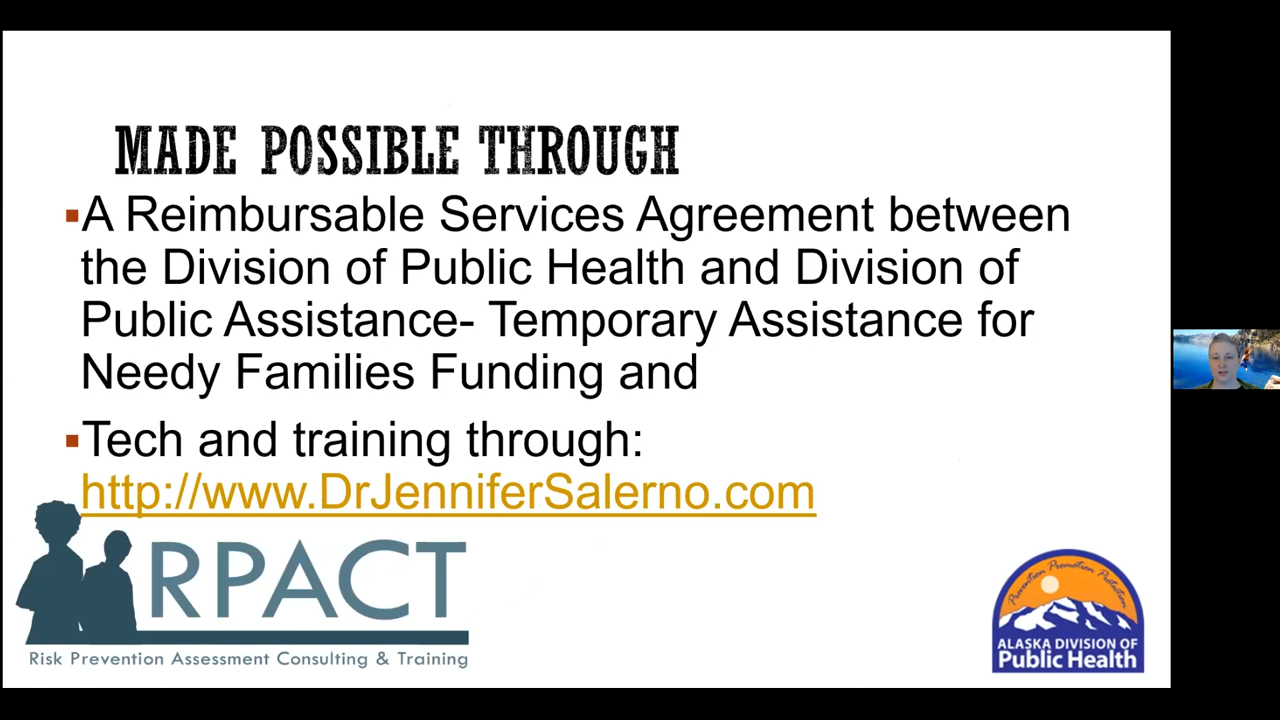 MADE POSSIBLE THROUGH
▪A Reimbursable Services Agreement between
the Division of Public Health and Division of
Public Assistance- Temporary Assistance for
Needy Families Funding and
▪Tech and training through:
http://www.DrJenniferSalerno.com
RPACT
Risk Prevention Assessment Consulting & Training
Prevention Promotion Protection
ALASKA DIVISION OF
Public Health